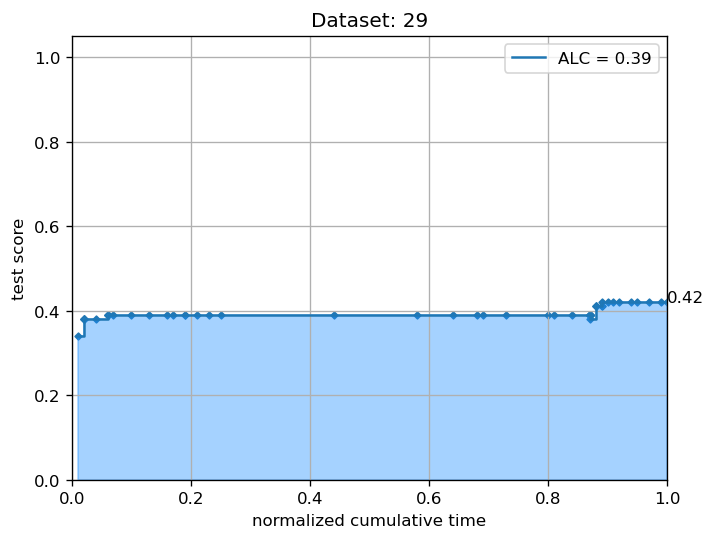 Dataset: 29
ALC = 0.39
1.0
0.8
0.6
0.4
0.2
0.0
test score
0.42
0.0 0.2 0.4 0.6 0.8 1.0
normalized cumulative time